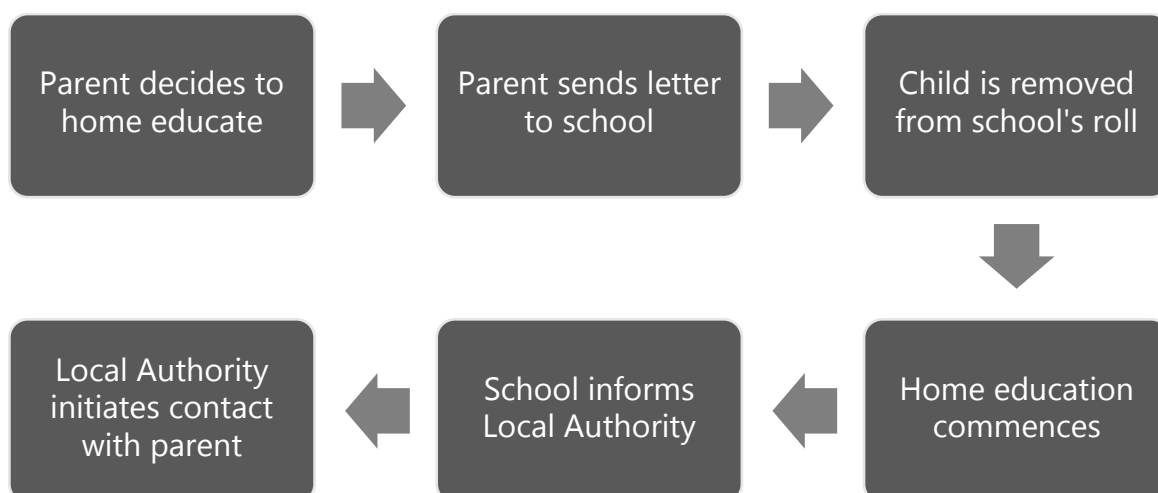 Parent decides to
home educate
Parent sends letter
to school
Child is removed
from school's roll
Home education
commences
School informs
Local Authority
Local Authority
initiates contact
with parent